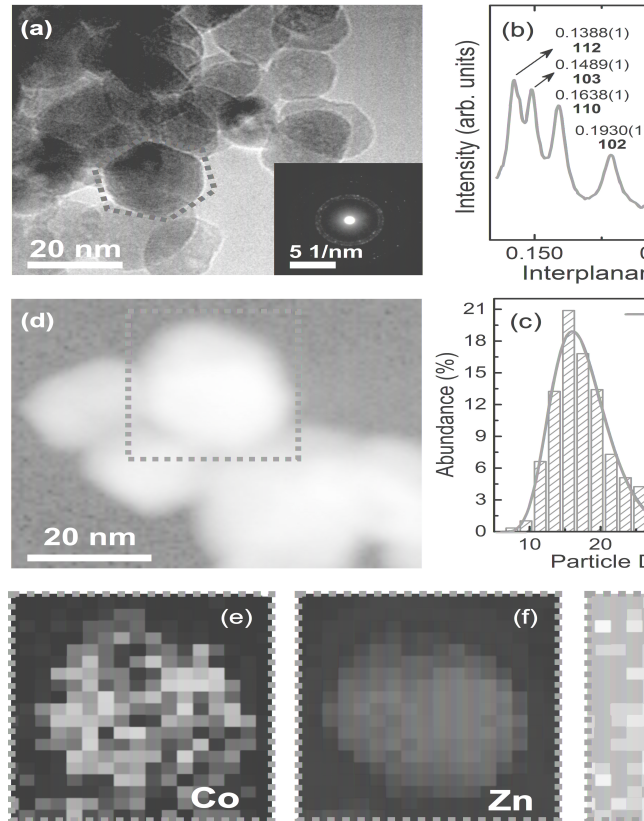 (a)
20 nm
5 1/nm
(b)
Intensity (arb. units)
0.1388(1)
112
0.1489(1)
103
0.1638(1)
110
0.1930(1
102
0.150
0
Interplanar
(d)
20 nm
(c)
Abundance (%)
21
18
15
12
9
6
3
0
10
20
Particle D
(e)
Co
(f)
Zn